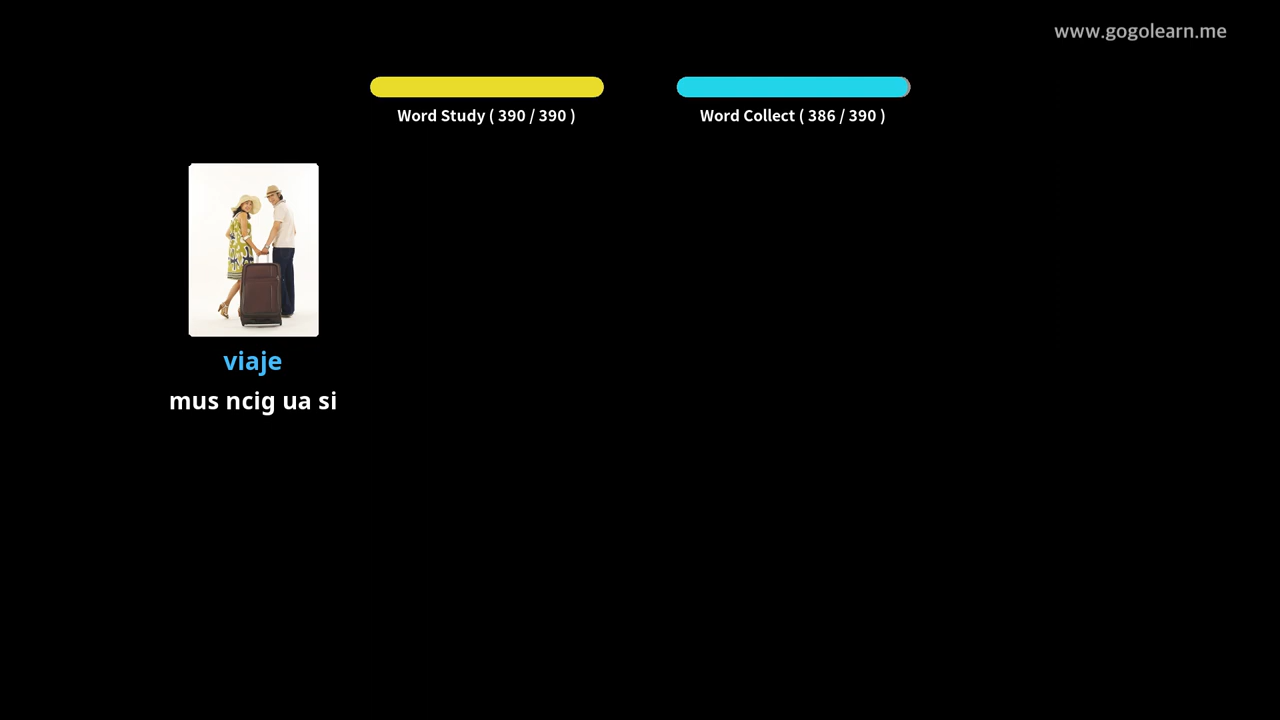 www.gogolearn.me
Word Study ( 390 / 390 )
Word Collect ( 386 / 390 )
viaje
mus ncig ua si